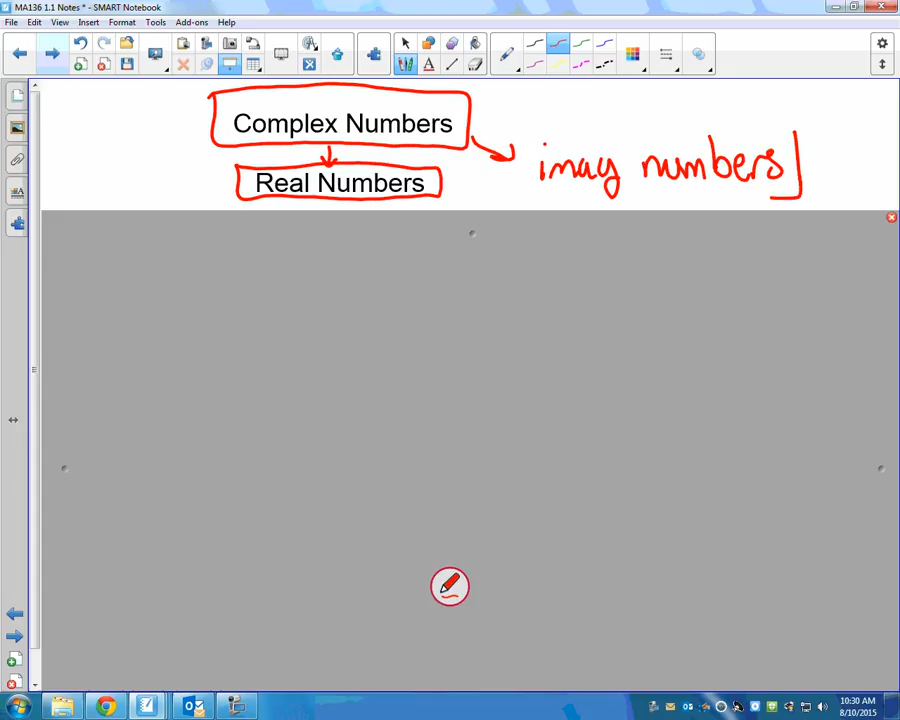 MA136 1.1 Notes * - SMART Notebook
File Edit View Insert Format Tools Add-ons Help
Complex Numbers
imag numbers
Real Numbers
10:30 AM
8/10/2015